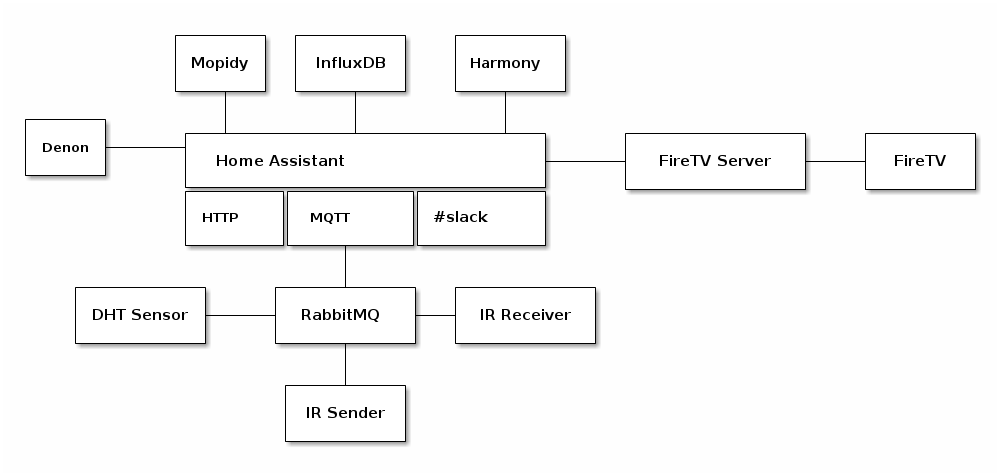 Mopidy
InfluxDB
Harmony
Denon
Home Assistant
FireTV Server
FireTV
HTTP
MQTT
#slack
DHT Sensor
RabbitMQ
IR Receiver
IR Sender